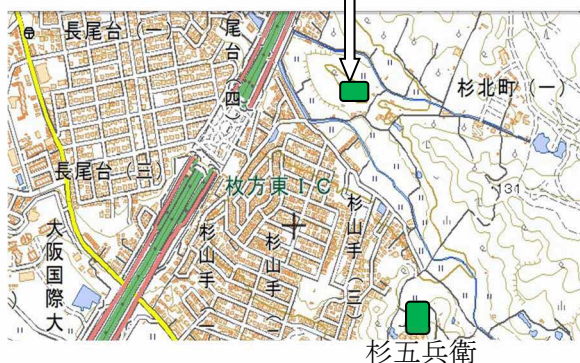 長尾台(一)
尾台(四)
杉北町(一)
長尾台(三)
枚方東IC
・131
大阪国際大
杉山手一
杉山手(二)
杉山手(三)
杉五兵衛